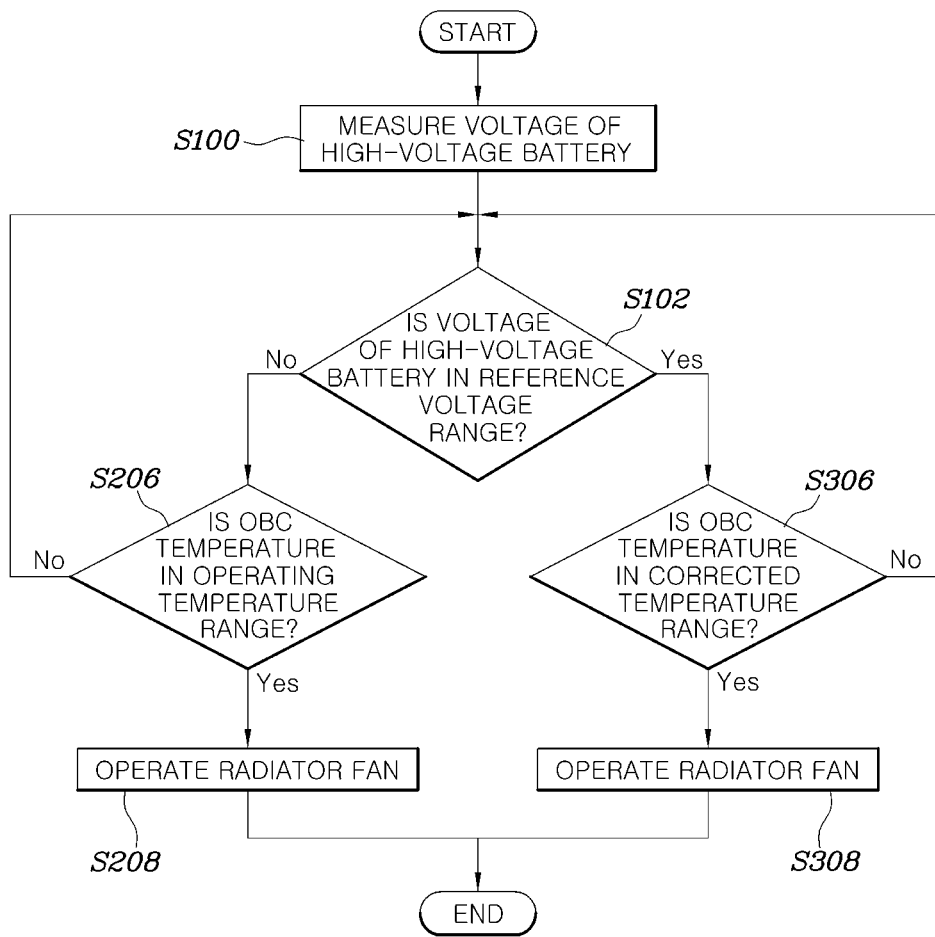 START
S100
MEASURE VOLTAGE OF
HIGH-VOLTAGE BATTERY
S102
IS VOLTAGE
OF HIGH-VOLTAGE
BATTERY IN REFERENCE
VOLTAGE
RANGE?
No
Yes
S206
IS OBC
TEMPERATURE
IN OPERATING
TEMPERATURE
RANGE?
No
Yes
S306
IS OBC
TEMPERATURE
IN CORRECTED
TEMPERATURE
RANGE?
No
Yes
OPERATE RADIATOR FAN
S208
OPERATE RADIATOR FAN
S308
END